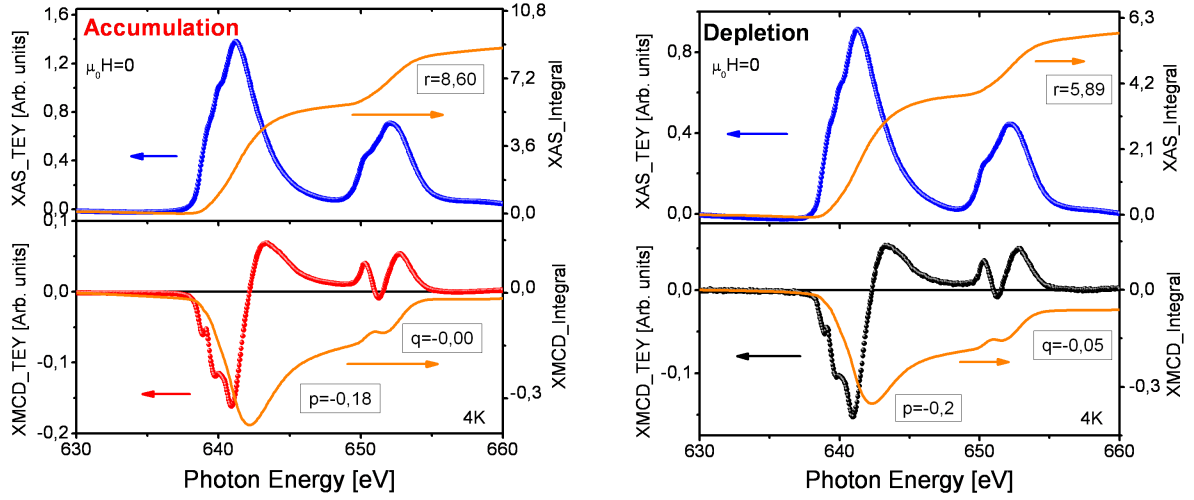 Accumulation
μ₀H=0
r=8,60
XAS_TEY [Arb. units]
1,6
1,2
0,8
0,4
0,0
10,8
7,2
3,6
0,0
XAS_Integral
0,1
XMCD_TEY [Arb. units]
0,0
-0,1
-0,2
0,0
-0,3
XMCD_Integral
q=-0,00
p=-0,18
4K
630 640 650 660
Photon Energy [eV]
Depletion
μ₀H=0
r=5,89
XAS_TEY [Arb. units]
0,8
0,4
0,0
6,3
4,2
2,1
0,0
XAS_Integral
XMCD_TEY [Arb. units]
0,0
-0,1
0,0
-0,3
XMCD_Integral
q=-0,05
p=-0,2
4K
630 640 650 660
Photon Energy [eV]